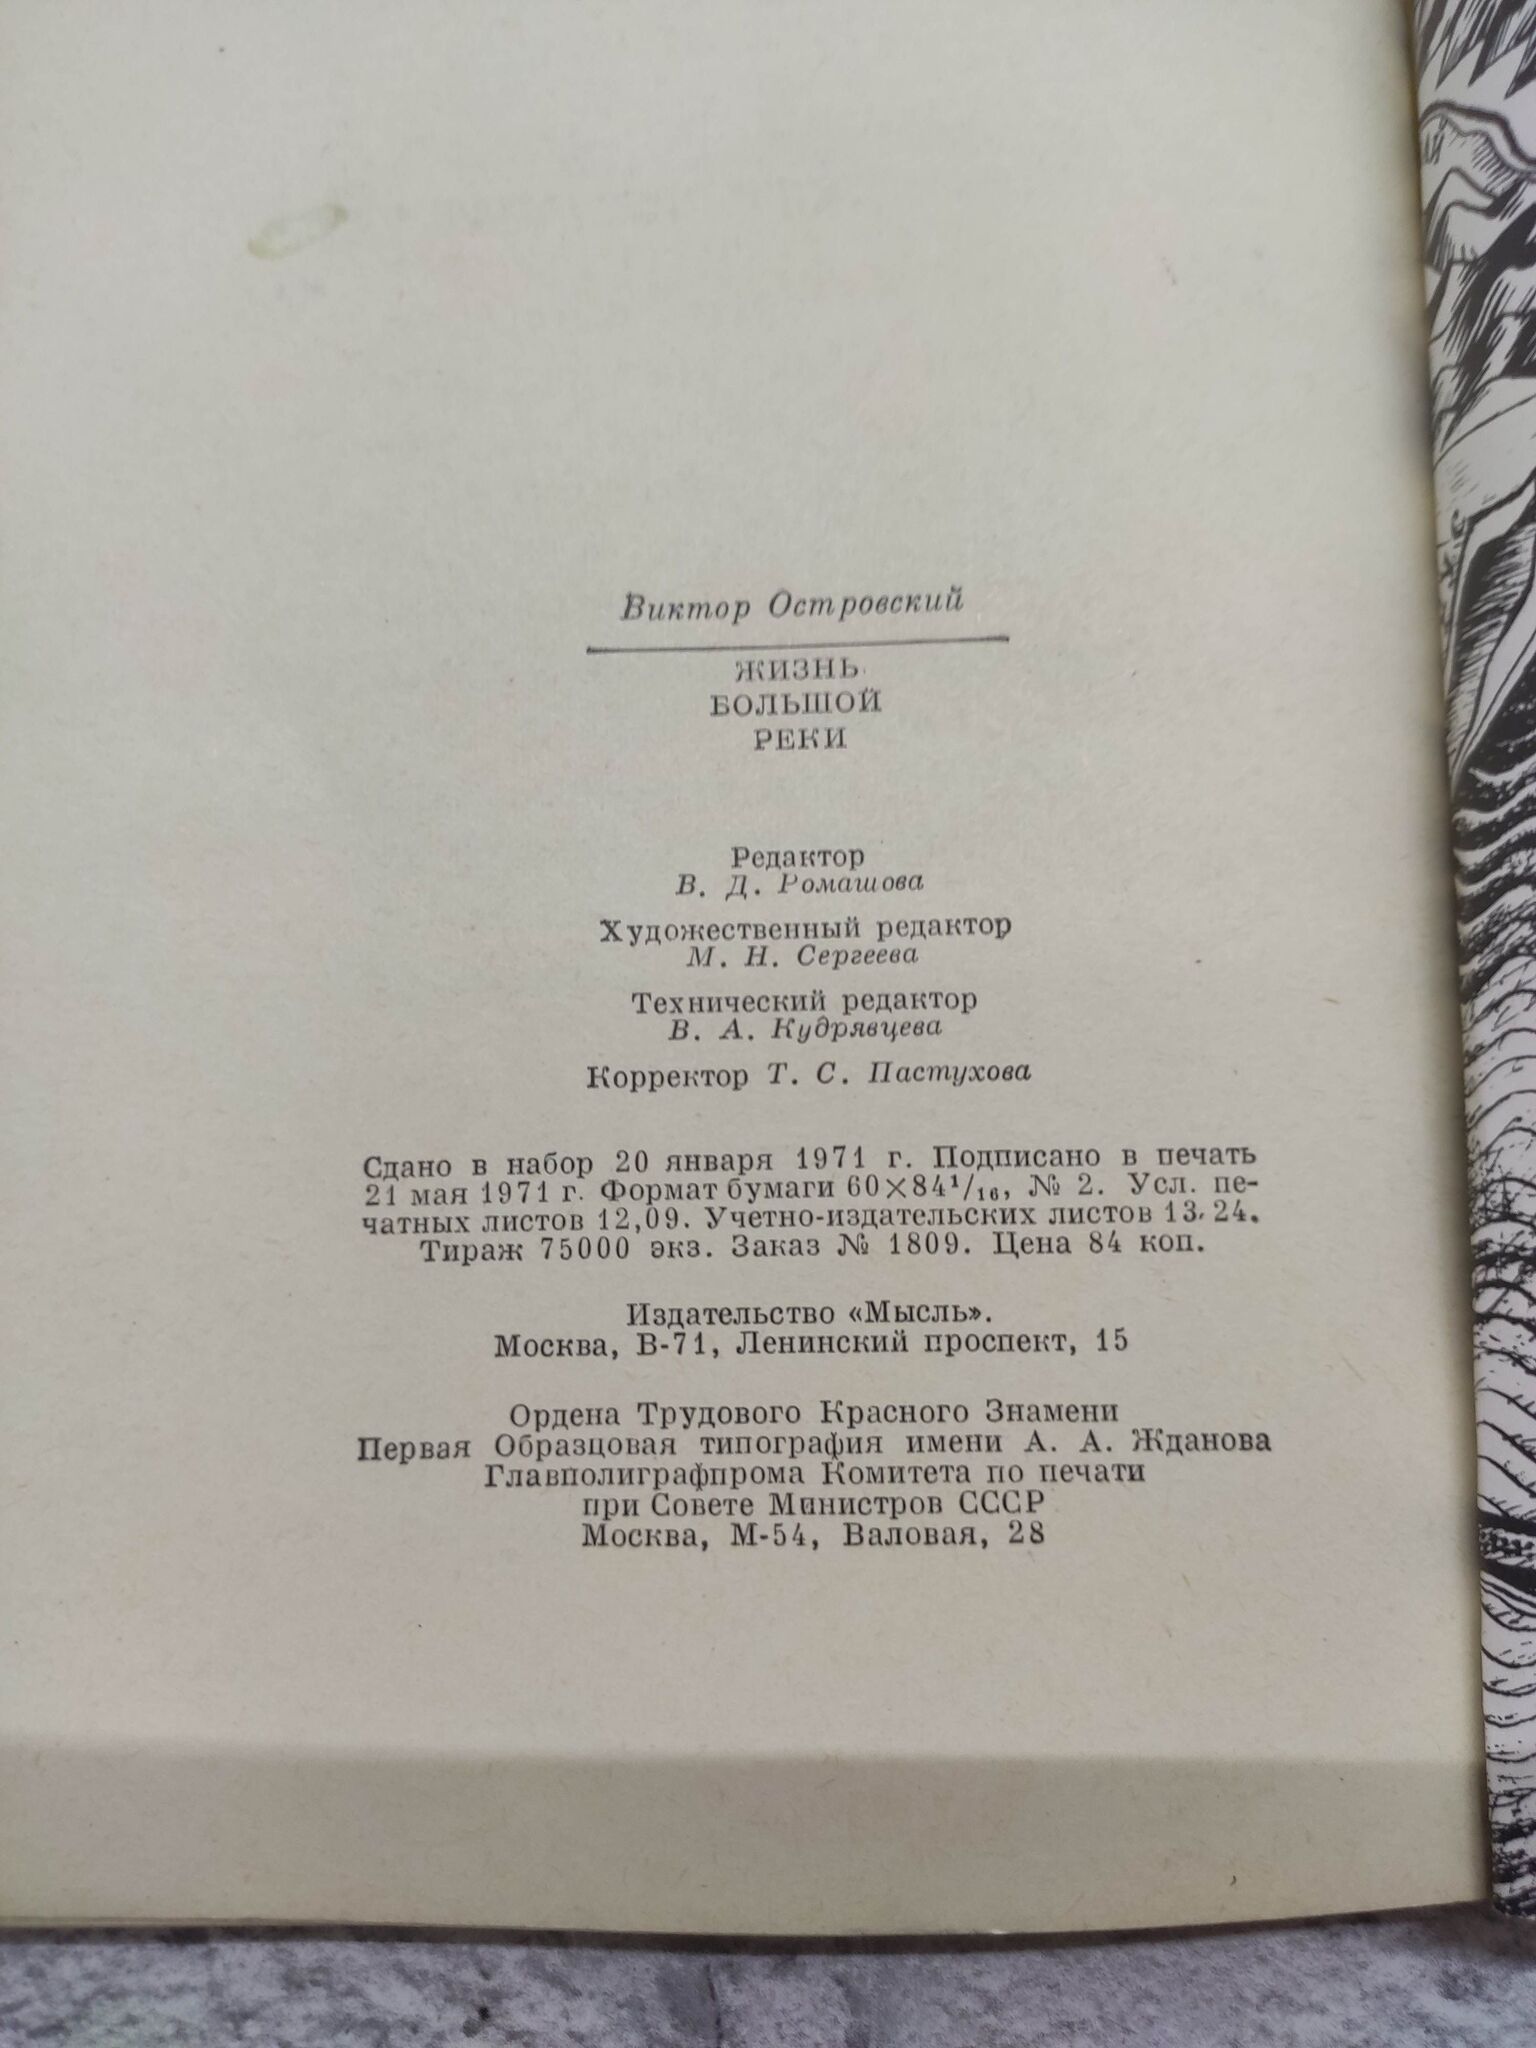 Виктор Островский
ЖИЗНЬ
БОЛЬШОЙ
РЕКИ
Редактор
В. Д. Ромашова
Художественный редактор
М. Н. Сергеева
Технический редактор
В. А. Кудрявцева
Корректор Т. С. Пастухова
Сдано в набор 20 января 1971 г. Подписано в печать
21 мая 1971 г. Формат бумаги 60×84¹/₁₆, № 2. Усл. пе-
чатных листов 12,09. Учетно-издательских листов 13,24.
Тираж 75000 экз. Заказ № 1809. Цена 84 коп.
Издательство «Мысль».
Москва, В-71, Ленинский проспект, 15
Ордена Трудового Красного Знамени
Первая Образцовая типография имени А. А. Жданова
Главполиграфпрома Комитета по печати
при Совете Министров СССР
Москва, М-54, Валовая, 28